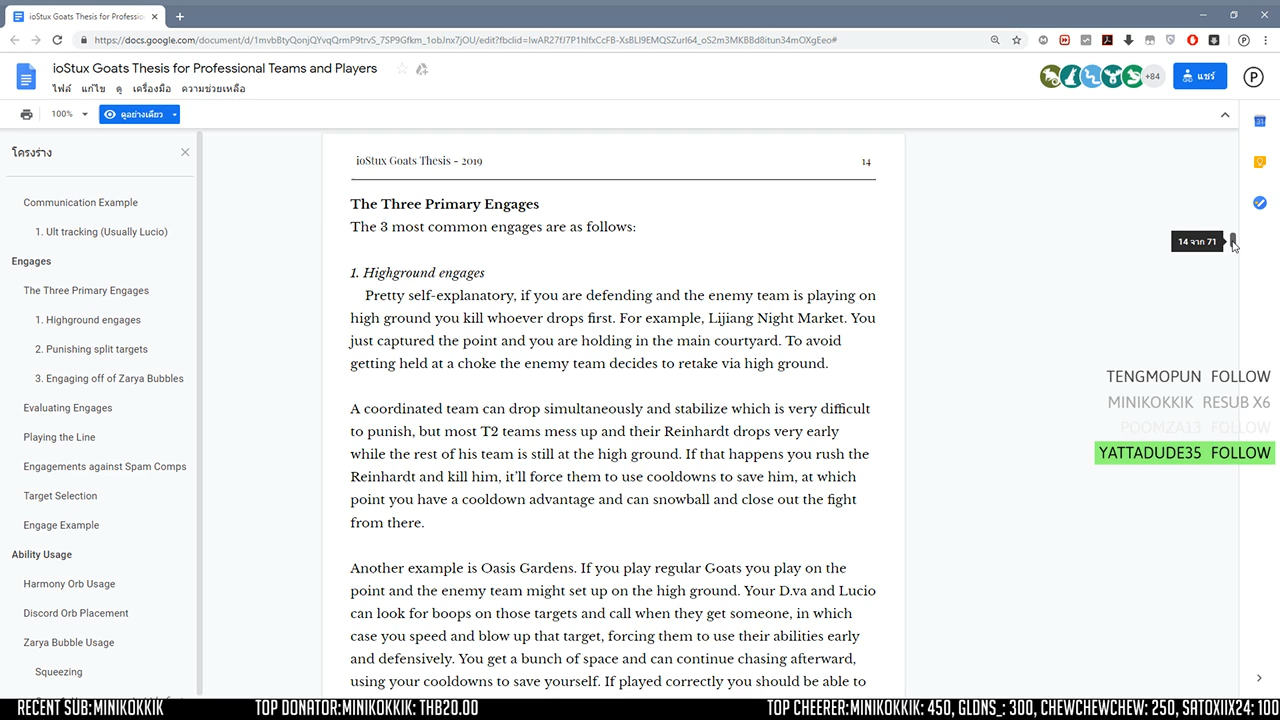 ioStux Goats Thesis for Professio
https://docs.google.com/document/d/1mvbBtyQonjQYvqQrmP9trvS_7SP9Gfkm_1obJnx7jOU/edit?fbclid=IwAR27fJ7P1hIfxCcFB-XsBLI9EMQSZurI64_oS2m3MKBBd8itun34mOXgEeo#
ioStux Goats Thesis for Professional Teams and Players
ไฟล์ แก้ไข ดู เครื่องมือ ความช่วยเหลือ
+84
แชร์
P
100%
ดูอย่างเดียว
โครงร่าง
Communication Example
1. Ult tracking (Usually Lucio)
Engages
The Three Primary Engages
1. Highground engages
2. Punishing split targets
3. Engaging off of Zarya Bubbles
Evaluating Engages
Playing the Line
Engagements against Spam Comps
Target Selection
Engage Example
Ability Usage
Harmony Orb Usage
Discord Orb Placement
Zarya Bubble Usage
Squeezing
ioStux Goats Thesis - 2019 14
The Three Primary Engages
The 3 most common engages are as follows:
1. Highground engages
Pretty self-explanatory, if you are defending and the enemy team is playing on
high ground you kill whoever drops first. For example, Lijiang Night Market. You
just captured the point and you are holding in the main courtyard. To avoid
getting held at a choke the enemy team decides to retake via high ground.
A coordinated team can drop simultaneously and stabilize which is very difficult
to punish, but most T2 teams mess up and their Reinhardt drops very early
while the rest of his team is still at the high ground. If that happens you rush the
Reinhardt and kill him, it'll force them to use cooldowns to save him, at which
point you have a cooldown advantage and can snowball and close out the fight
from there.
Another example is Oasis Gardens. If you play regular Goats you play on the
point and the enemy team might set up on the high ground. Your D.va and Lucio
can look for boops on those targets and call when they get someone, in which
case you speed and blow up that target, forcing them to use their abilities early
and defensively. You get a bunch of space and can continue chasing afterward,
using your cooldowns to save yourself. If played correctly you should be able to
14 จาก 71
TENGMOPUN FOLLOW
MINIKOKKIK RESUB X6
POOMZA13 FOLLOW
YATTADUDE35 FOLLOW
RECENT SUB:MINIKOKKIK TOP DONATOR:MINIKOKKIK: THB20.00 TOP CHEERER:MINIKOKKIK: 450, GLDNS_: 300, CHEWCHEWCHEW: 250, SATOXIIX24: 100